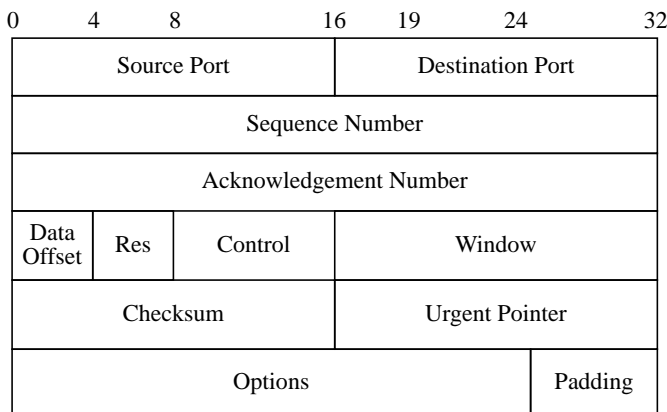 0 4 8 16 19 24 32
Source Port Destination Port
Sequence Number
Acknowledgement Number
Data
Offset Res Control Window
Checksum Urgent Pointer
Options Padding